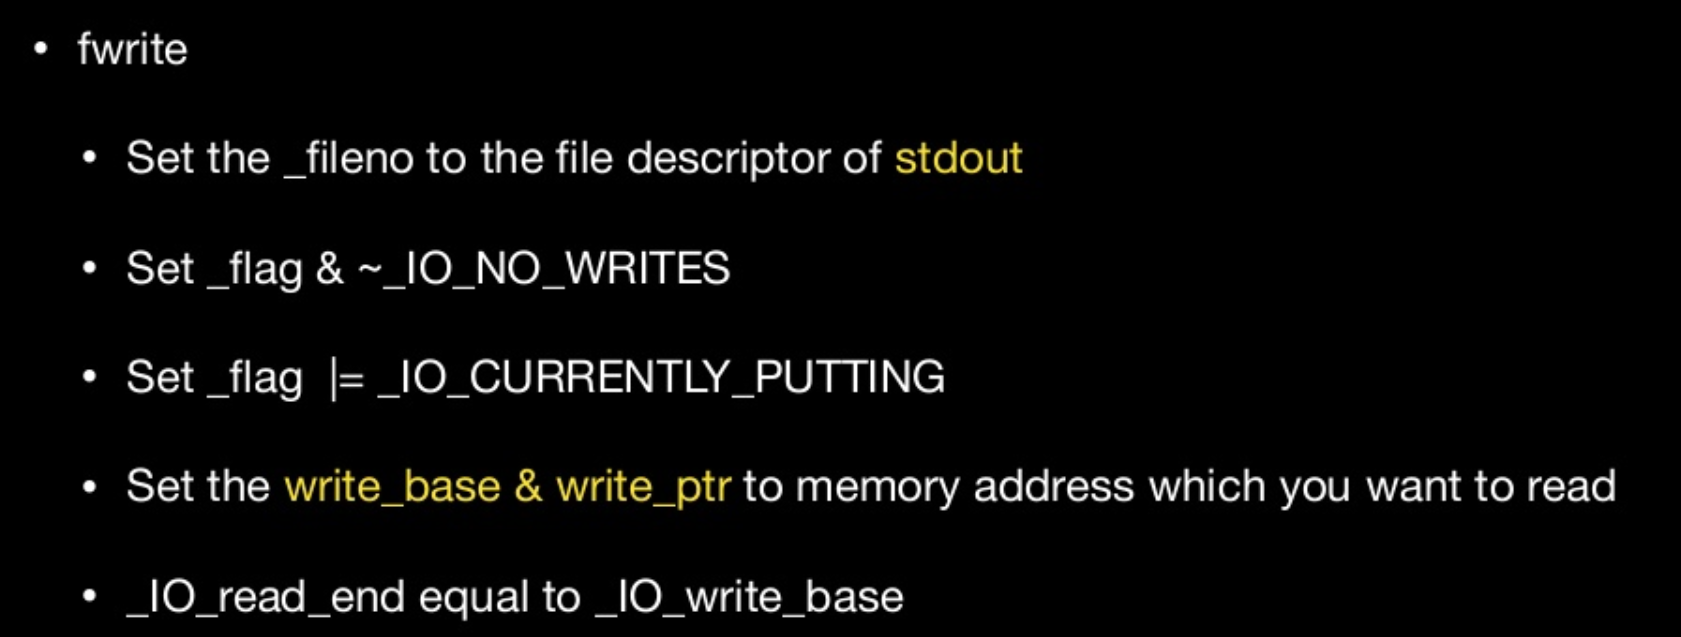 • fwrite
• Set the _fileno to the file descriptor of stdout
• Set _flag & ~_IO_NO_WRITES
• Set _flag |= _IO_CURRENTLY_PUTTING
• Set the write_base & write_ptr to memory address which you want to read
• _IO_read_end equal to _IO_write_base